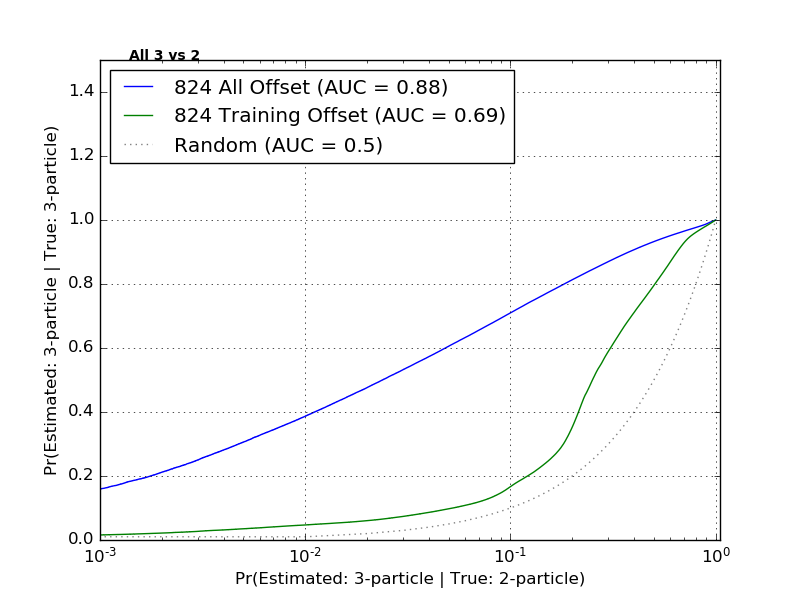 All 3 vs 2
824 All Offset (AUC = 0.88)
824 Training Offset (AUC = 0.69)
Random (AUC = 0.5)
Pr(Estimated: 3-particle | True: 3-particle)
1.4
1.2
1.0
0.8
0.6
0.4
0.2
0.0
10⁻³ 10⁻² 10⁻¹ 10⁰
Pr(Estimated: 3-particle | True: 2-particle)